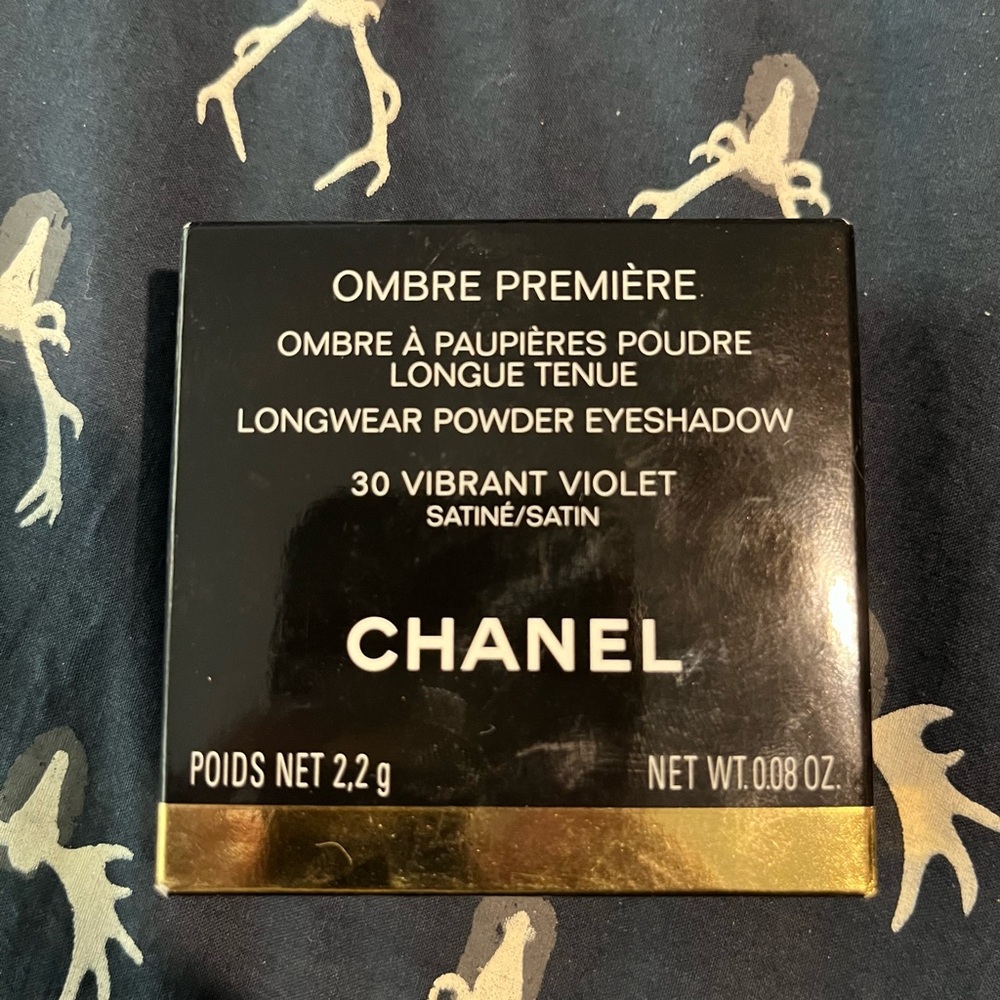 OMBRE PREMIÈRE
OMBRE À PAUPIÈRES POUDRE
LONGUE TENUE
LONGWEAR POWDER EYESHADOW
30 VIBRANT VIOLET
SATINÉ/SATIN
CHANEL
POIDS NET 2,2 g NET WT. 0.08 OZ.